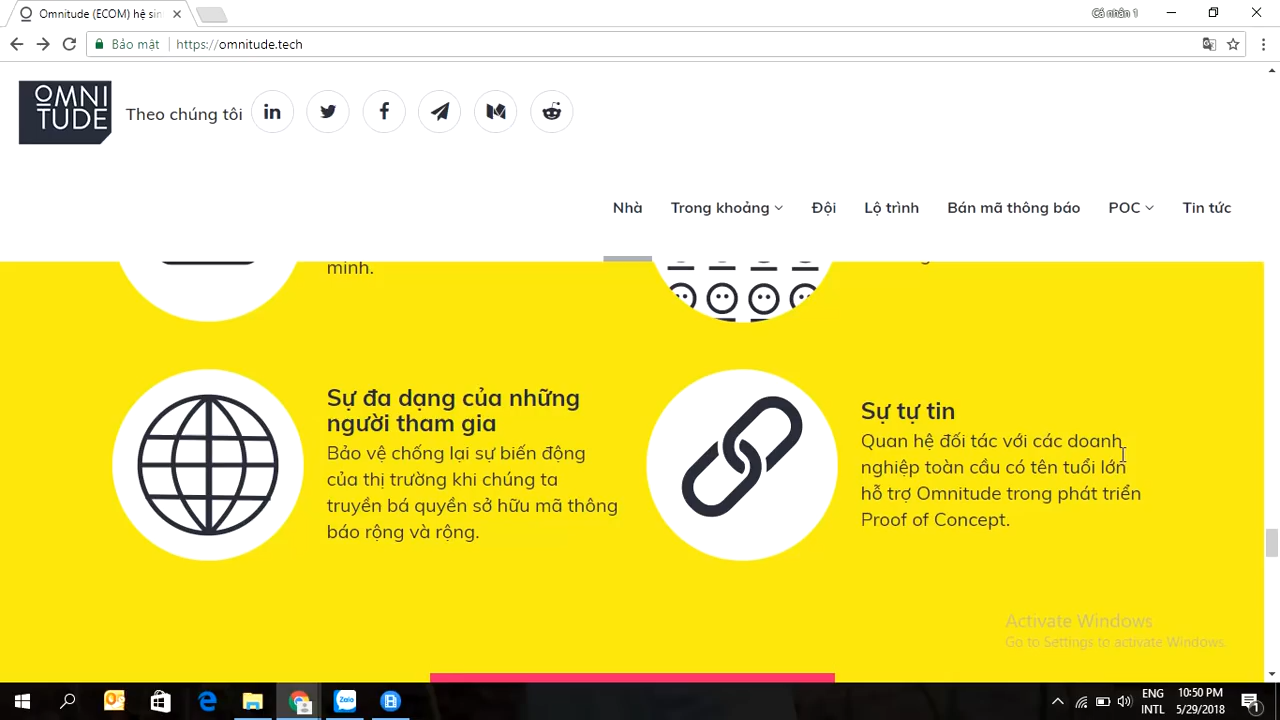 Omnitude (ECOM) hệ sin
Cá nhân 1
Bảo mật
https://omnitude.tech
OMNI
TUDE
Theo chúng tôi
Nhà
Trong khoảng
Đội
Lộ trình
Bán mã thông báo
POC
Tin tức
minh.
Sự đa dạng của những
người tham gia
Bảo vệ chống lại sự biến động
của thị trường khi chúng ta
truyền bá quyền sở hữu mã thông
báo rộng và rộng.
Sự tự tin
Quan hệ đối tác với các doanh
nghiệp toàn cầu có tên tuổi lớn
hỗ trợ Omnitude trong phát triển
Proof of Concept.
Activate Windows
Go to Settings to activate Windows.
Zalo
ENG
INTL
10:50 PM
5/29/2018
1